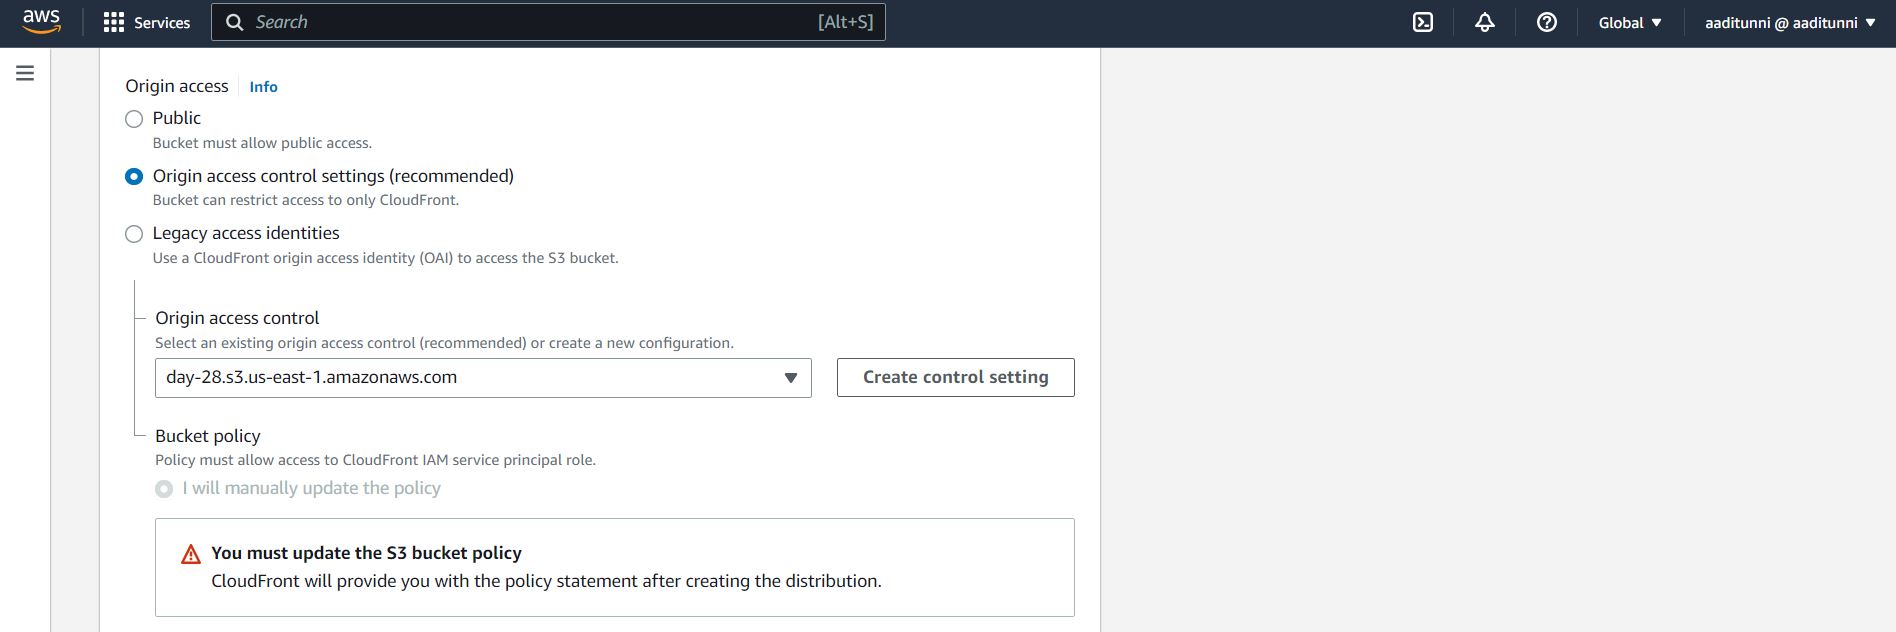 aws Services Search [Alt+S] Global ▼ aaditunni @ aaditunni ▼
Origin access Info
Public
Bucket must allow public access.
Origin access control settings (recommended)
Bucket can restrict access to only CloudFront.
Legacy access identities
Use a CloudFront origin access identity (OAI) to access the S3 bucket.
Origin access control
Select an existing origin access control (recommended) or create a new configuration.
day-28.s3.us-east-1.amazonaws.com Create control setting
Bucket policy
Policy must allow access to CloudFront IAM service principal role.
I will manually update the policy
You must update the S3 bucket policy
CloudFront will provide you with the policy statement after creating the distribution.